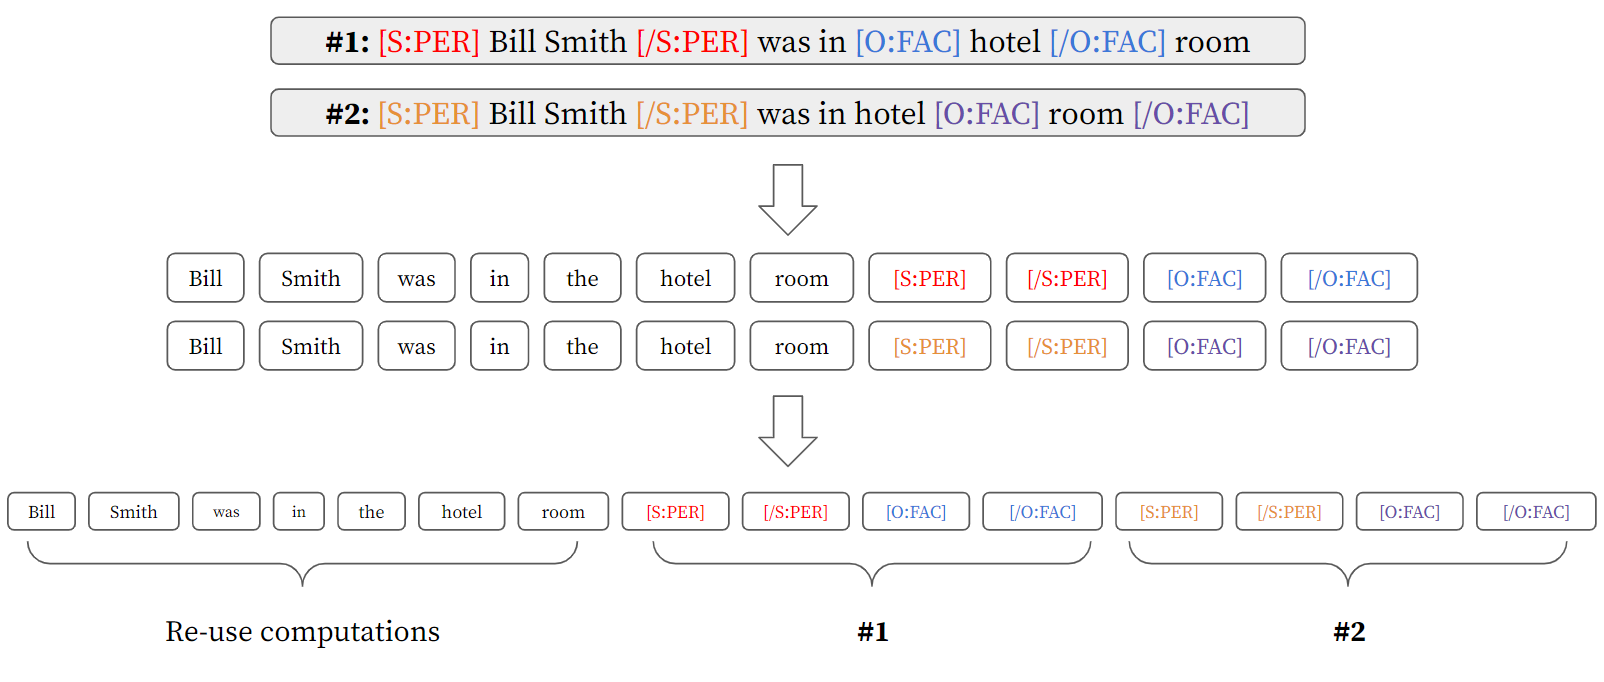 #1: [S:PER] Bill Smith [/S:PER] was in [O:FAC] hotel [/O:FAC] room
#2: [S:PER] Bill Smith [/S:PER] was in hotel [O:FAC] room [/O:FAC]
Bill Smith was in the hotel room [S:PER] [/S:PER] [O:FAC] [/O:FAC]
Bill Smith was in the hotel room [S:PER] [/S:PER] [O:FAC] [/O:FAC]
Bill Smith was in the hotel room [S:PER] [/S:PER] [O:FAC] [/O:FAC] [S:PER] [/S:PER] [O:FAC] [/O:FAC]
Re-use computations #1 #2